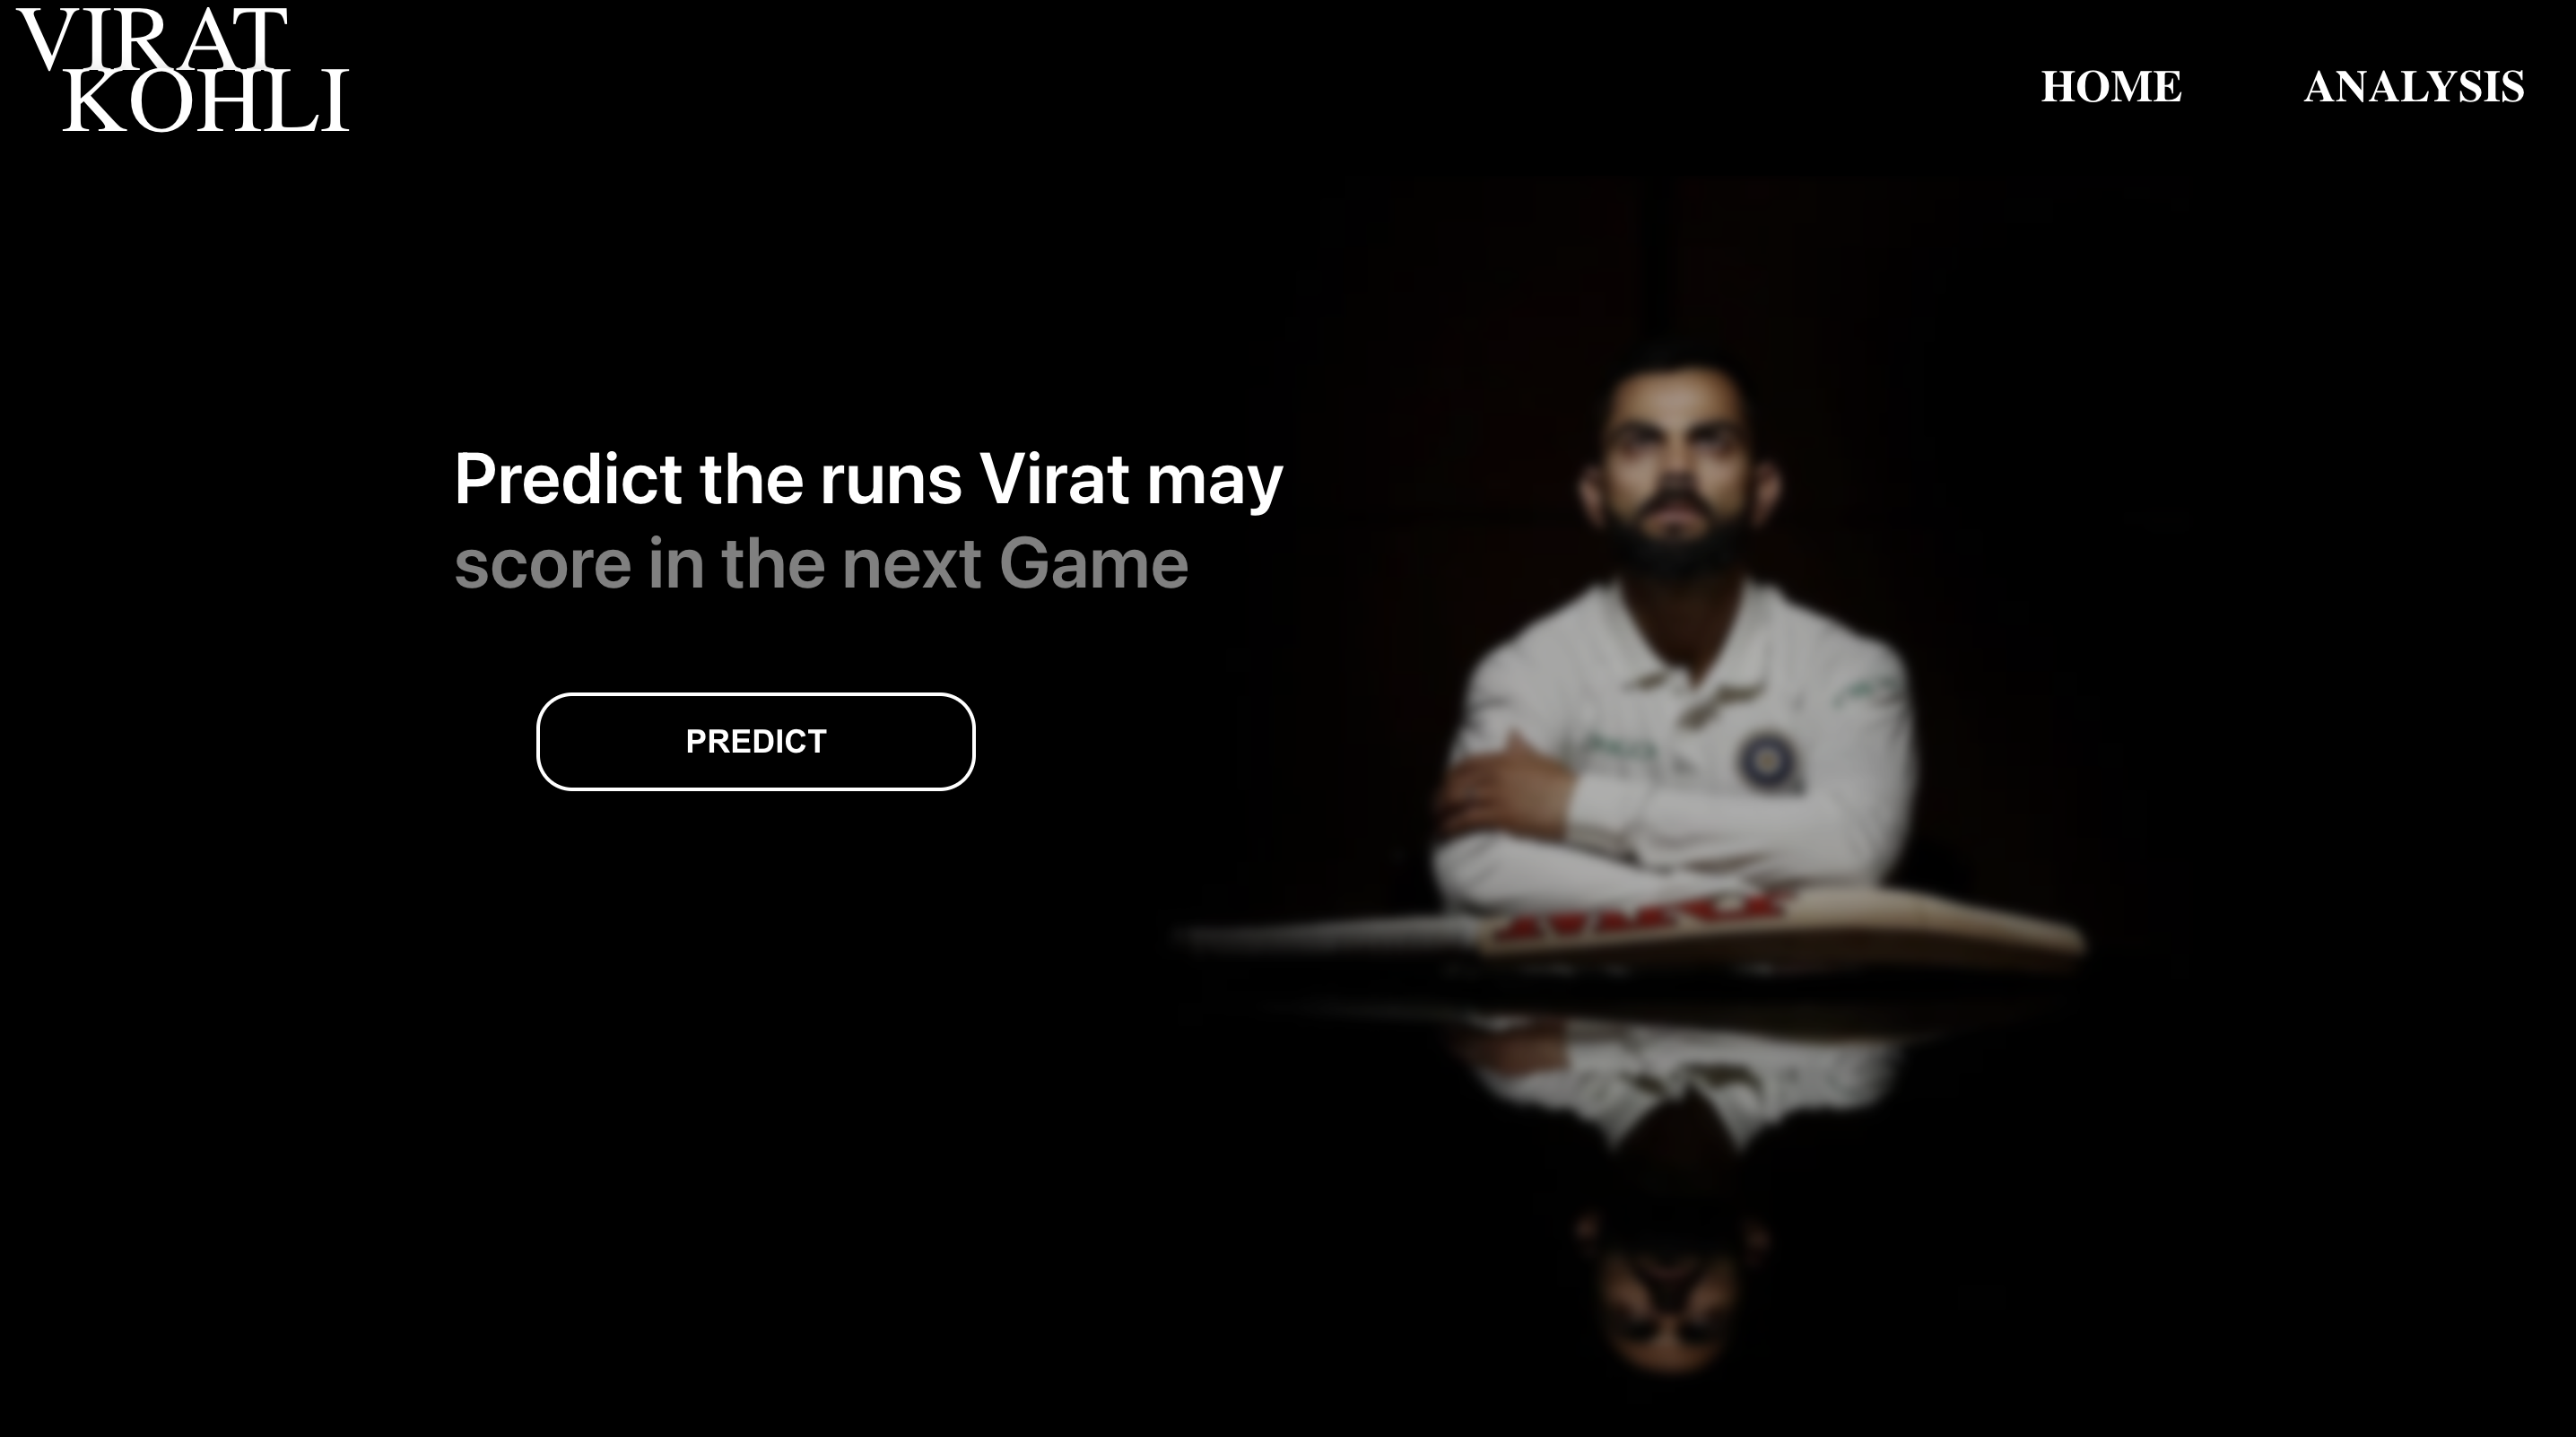 VIRAT
KOHLI
HOME
ANALYSIS
Predict the runs Virat may
score in the next Game
PREDICT